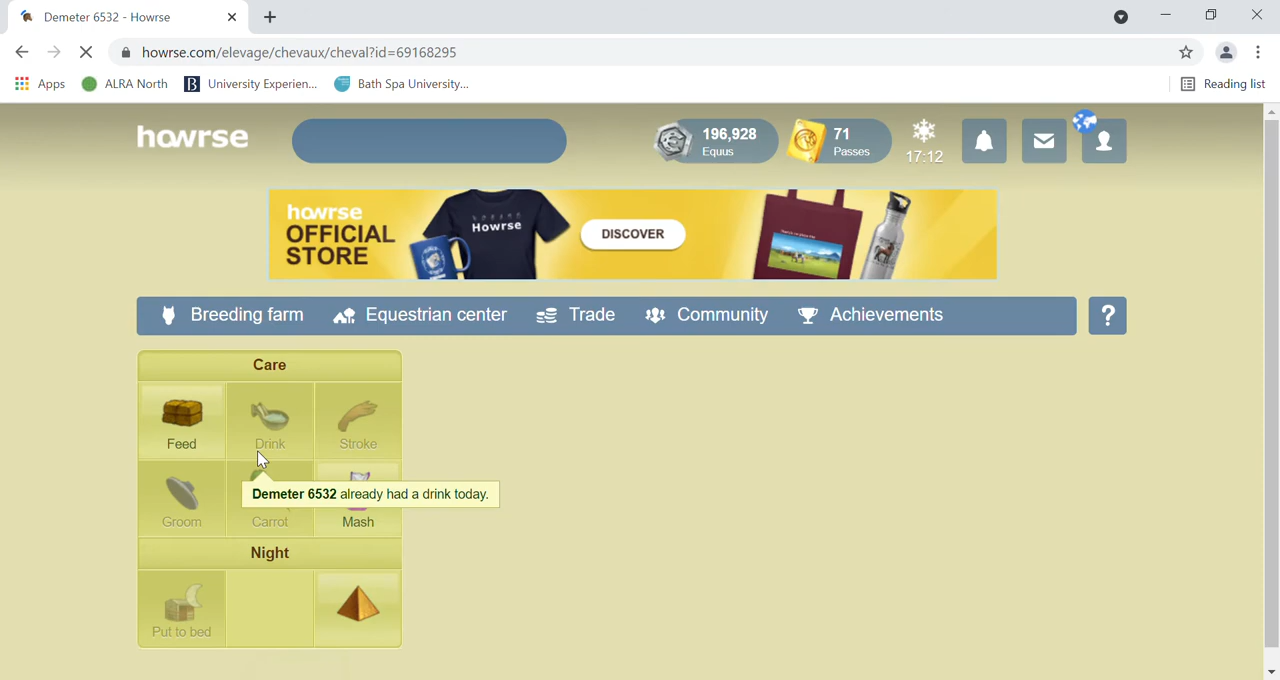 Demeter 6532 - Howrse
howrse.com/elevage/chevaux/cheval?id=69168295
Apps ALRA North University Experien... Bath Spa University... Reading list
howrse
196,928
Equus
71
Passes
17:12
howrse
OFFICIAL
STORE
Howrse
DISCOVER
Breeding farm Equestrian center Trade Community Achievements ?
Care
Feed Drink Stroke
Demeter 6532 already had a drink today.
Groom Carrot Mash
Night
Put to bed